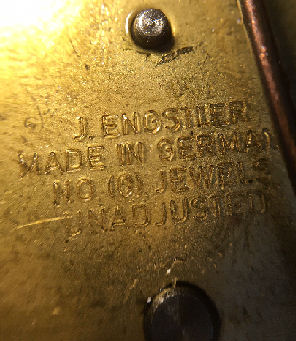 J. ENGSTLER
MADE IN GERMAN
NO (0) JEWELS
UNADJUSTED